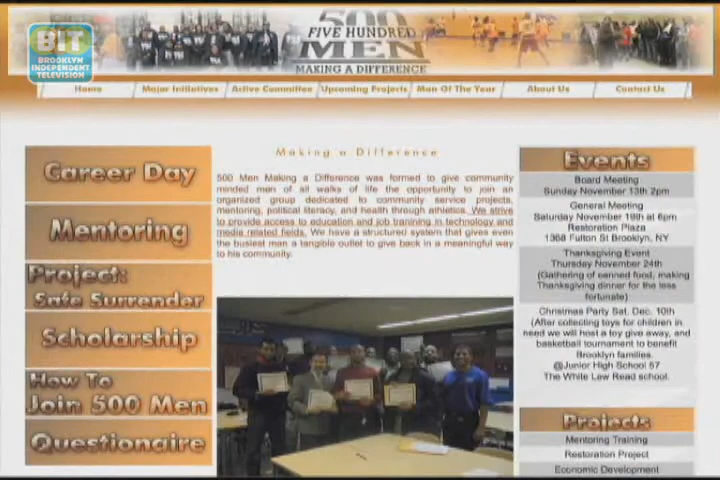 BIT
BROOKLYN
INDEPENDENT
TELEVISION
500
FIVE HUNDRED
MEN
MAKING A DIFFERENCE
Home
Major Initiatives
Active Committee
Upcoming Projects
Man Of The Year
About Us
Contact Us
Career Day
Mentoring
Project:
Safe Surrender
Scholarship
How To
Join 500 Men
Questionaire
Making a Difference
500 Men Making a Difference was formed to give community
minded men of all walks of life the opportunity to join an
organized group dedicated to community service projects,
mentoring, political literacy, and health through athletics. We strive
to provide access to education and job tranining in technology and
media related fields. We have a structured system that gives even
the busiest man a tangible outlet to give back in a meaningful way
to his community.
Events
Board Meeting
Sunday November 13th 2pm
General Meeting
Saturday November 19th at 6pm
Restoration Plaza
1368 Fulton St Brooklyn, NY
Thanksgiving Event
Thursday November 24th
(Gathering of canned food, making
Thanksgiving dinner for the less
fortunate)
Christmas Party Sat. Dec. 10th
(After collecting toys for children in
need we will host a toy give away, and
basketball tournament to benefit
Brooklyn families.
@Junior High School 57
The White Law Read school.
Projects
Mentoring Training
Restoration Project
Economic Development